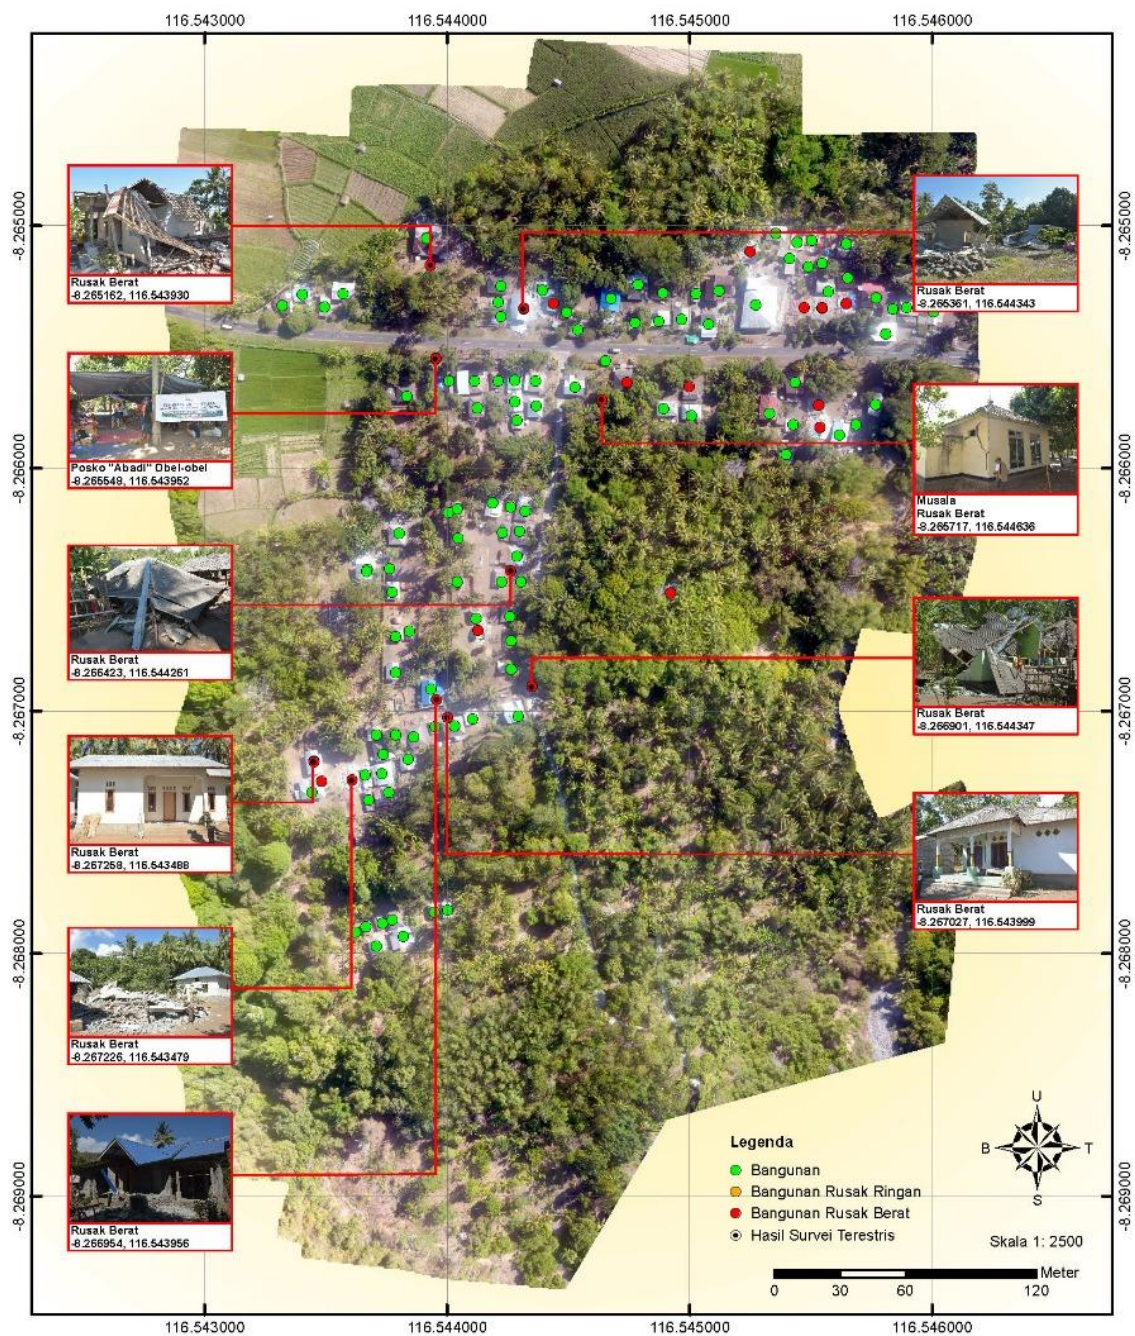 116.543000
116.544000
116.545000
116.546000
-8.265000
-8.265000
-8.266000
-8.266000
-8.267000
-8.267000
-8.268000
-8.268000
-8.269000
-8.269000
Rusak Berat
-8.265162, 116.543930
Posko "Abadi" Obel-obel
-8.265548, 116.543952
Rusak Berat
-8.266423, 116.544261
Rusak Berat
-8.267258, 116.543488
Rusak Berat
-8.267226, 116.543479
Rusak Berat
-8.266954, 116.543956
Rusak Berat
-8.265361, 116.544343
Musala
Rusak Berat
-8.265717, 116.544636
Rusak Berat
-8.266901, 116.544347
Rusak Berat
-8.267027, 116.543999
Legenda
Bangunan
Bangunan Rusak Ringan
Bangunan Rusak Berat
Hasil Survei Terestris
U
B
T
S
Skala 1: 2500
Meter
0 30 60 120
116.543000
116.544000
116.545000
116.546000